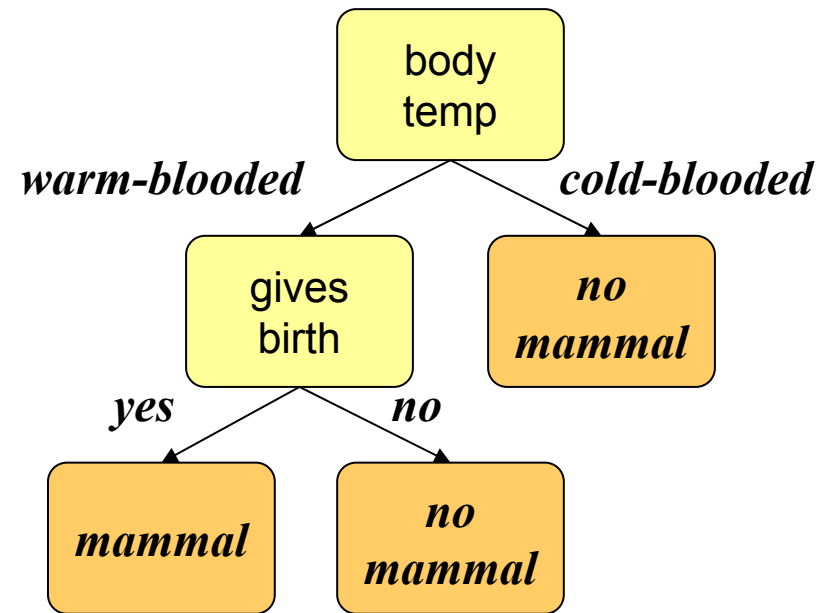 body
temp
warm-blooded
cold-blooded
gives
birth
no
mammal
yes
no
mammal
no
mammal